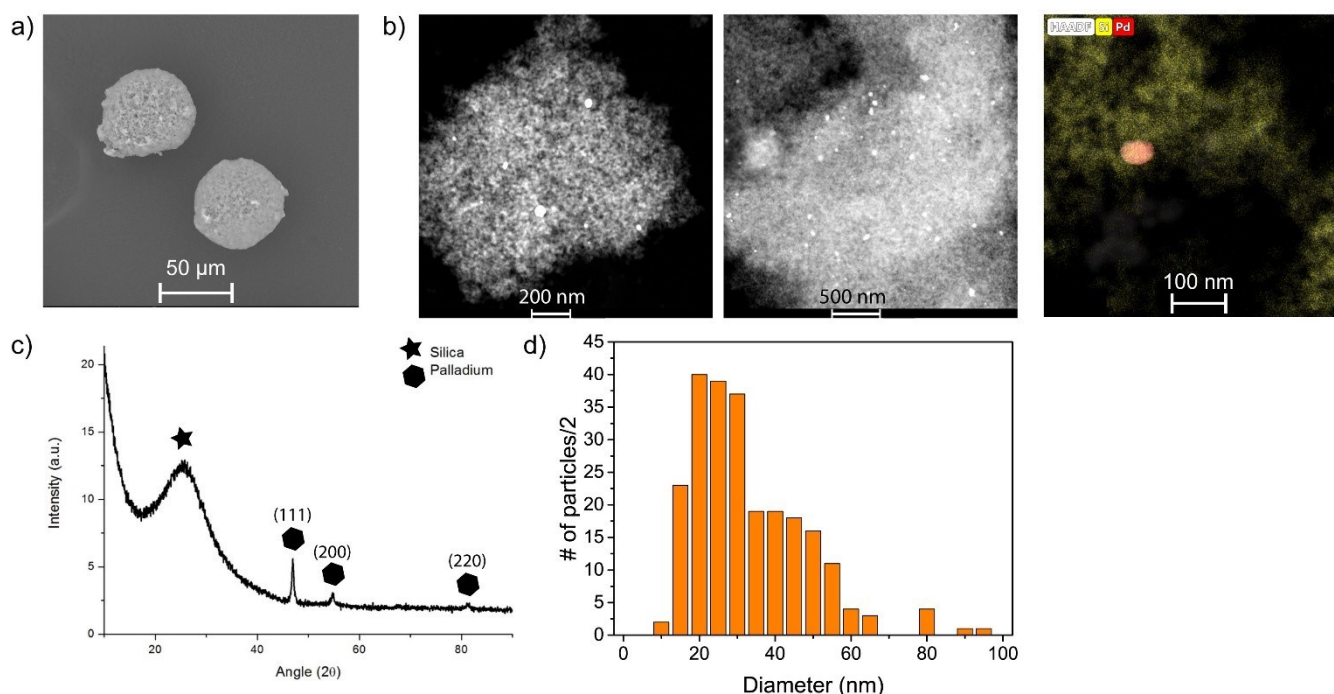 a)
50 µm
b)
200 nm
500 nm
HAADF Si Pd
100 nm
c)
Silica
Palladium
20
15
10
5
0
Intensity (a.u.)
(111)
(200)
(220)
20 40 60 80
Angle (2θ)
d)
45
40
35
30
25
20
15
10
5
0
# of particles/2
0 20 40 60 80 100
Diameter (nm)